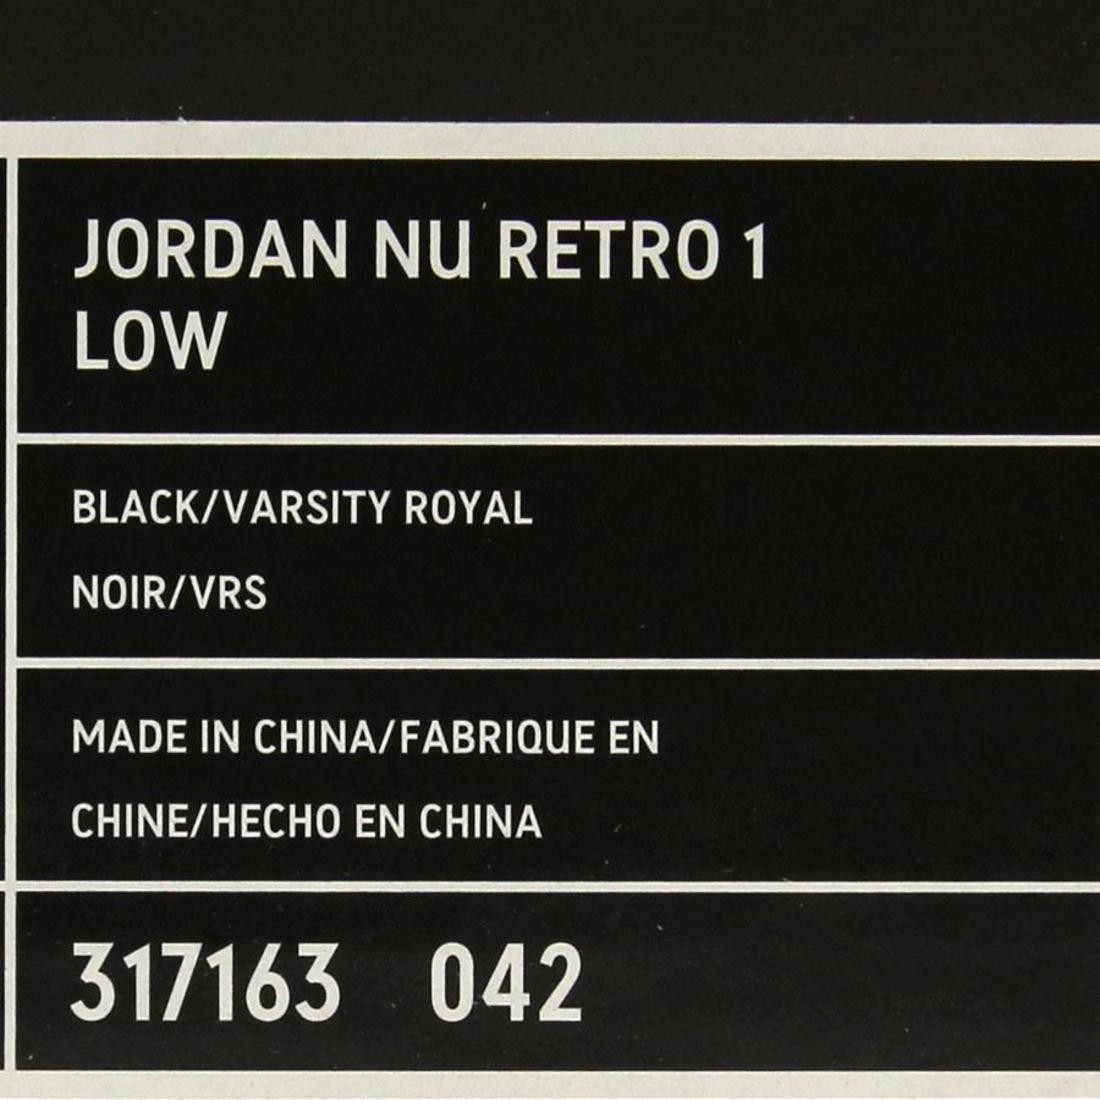 JORDAN NU RETRO 1
LOW
BLACK/VARSITY ROYAL
NOIR/VRS
MADE IN CHINA/FABRIQUE EN
CHINE/HECHO EN CHINA
317163 042